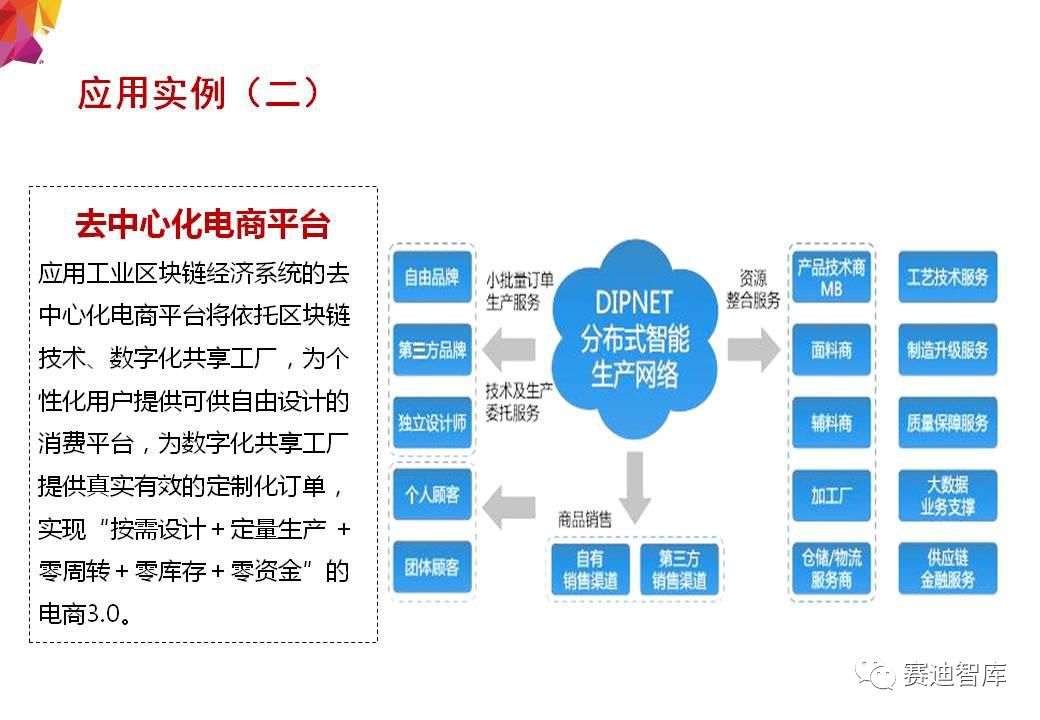 应用实例（二）
去中心化电商平台
应用工业区块链经济系统的去
中心化电商平台将依托区块链
技术、数字化共享工厂，为个
性化用户提供可供自由设计的
消费平台，为数字化共享工厂
提供真实有效的定制化订单，
实现“按需设计＋定量生产 ＋
零周转＋零库存＋零资金”的
电商3.0。
自由品牌
第三方品牌
独立设计师
个人顾客
团体顾客
小批量订单
生产服务
技术及生产
委托服务
DIPNET
分布式智能
生产网络
商品销售
自有
销售渠道
第三方
销售渠道
资源
整合服务
产品技术商
MB
面料商
辅料商
加工厂
仓储/物流
服务商
工艺技术服务
制造升级服务
质量保障服务
大数据
业务支撑
供应链
金融服务
赛迪智库